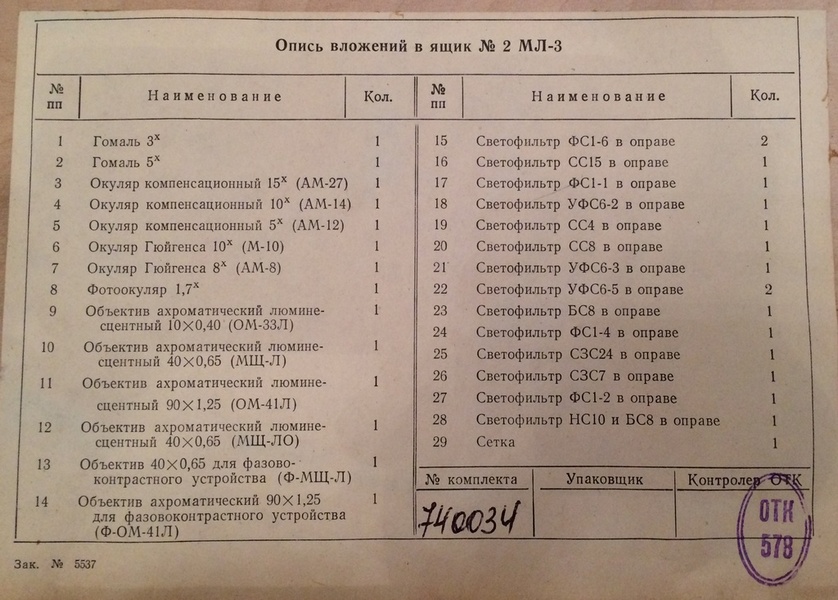 Опись вложений в ящик № 2 МЛ-3
№ пп Наименование Кол.
1 Гомаль 3ˣ 1
2 Гомаль 5ˣ 1
3 Окуляр компенсационный 15ˣ (АМ-27) 1
4 Окуляр компенсационный 10ˣ (АМ-14) 1
5 Окуляр компенсационный 5ˣ (АМ-12) 1
6 Окуляр Гюйгенса 10ˣ (М-10) 1
7 Окуляр Гюйгенса 8ˣ (АМ-8) 1
8 Фотоокуляр 1,7ˣ 1
9 Объектив ахроматический люмине- 1
сцентный 10×0,40 (ОМ-33Л)
10 Объектив ахроматический люмине- 1
сцентный 40×0,65 (МЩ-Л)
11 Объектив ахроматический люмине- 1
сцентный 90×1,25 (ОМ-41Л)
12 Объектив ахроматический люмине- 1
сцентный 40×0,65 (МЩ-ЛО)
13 Объектив 40×0,65 для фазово- 1
контрастного устройства (Ф-МЩ-Л)
14 Объектив ахроматический 90×1,25 1
для фазовоконтрастного устройства
(Ф-ОМ-41Л)
№ пп Наименование Кол.
15 Светофильтр ФС1-6 в оправе 2
16 Светофильтр СС15 в оправе 1
17 Светофильтр ФС1-1 в оправе 1
18 Светофильтр УФС6-2 в оправе 1
19 Светофильтр СС4 в оправе 1
20 Светофильтр СС8 в оправе 1
21 Светофильтр УФС6-3 в оправе 1
22 Светофильтр УФС6-5 в оправе 2
23 Светофильтр БС8 в оправе 1
24 Светофильтр ФС1-4 в оправе 1
25 Светофильтр СЗС24 в оправе 1
26 Светофильтр СЗС7 в оправе 1
27 Светофильтр ФС1-2 в оправе 1
28 Светофильтр НС10 и БС8 в оправе 1
29 Сетка 1
№ комплекта Упаковщик Контролер ОТК
740034
ОТК
578
Зак. № 5537